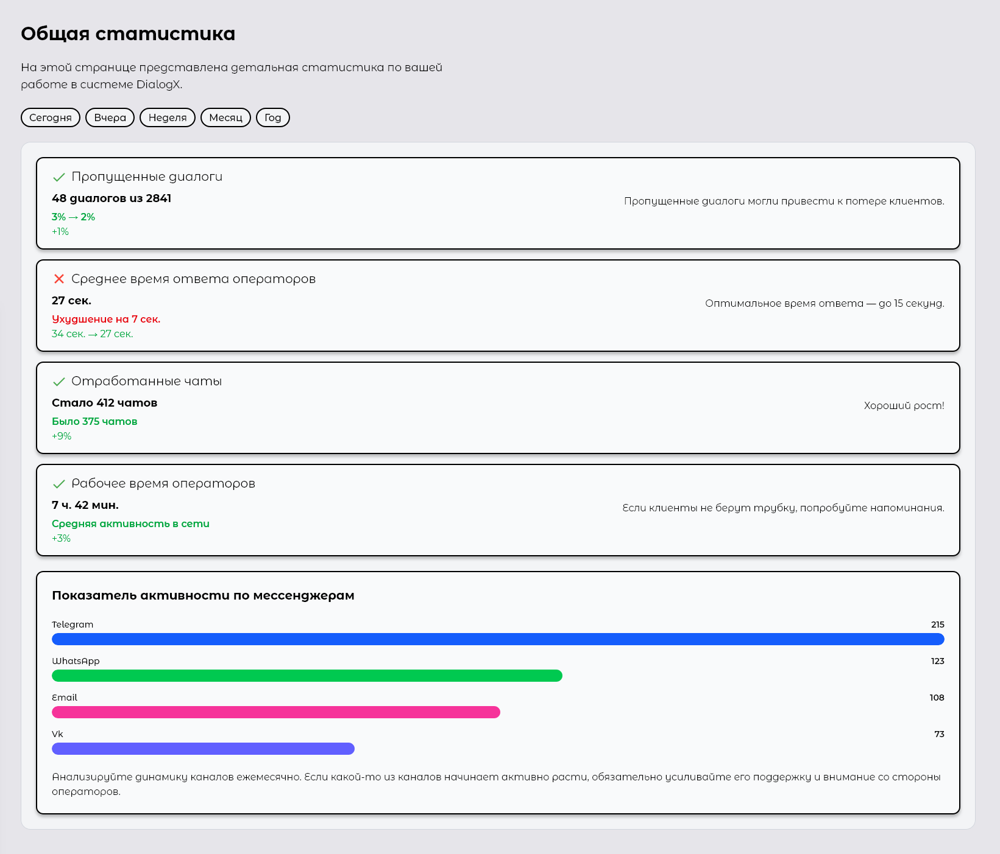 Общая статистика
На этой странице представлена детальная статистика по вашей
работе в системе DialogX.
Сегодня Вчера Неделя Месяц Год
Пропущенные диалоги
48 диалогов из 2841
Пропущенные диалоги могли привести к потере клиентов.
3% → 2%
+1%
Среднее время ответа операторов
27 сек.
Оптимальное время ответа — до 15 секунд.
Ухудшение на 7 сек.
34 сек. → 27 сек.
Отработанные чаты
Стало 412 чатов
Хороший рост!
Было 375 чатов
+9%
Рабочее время операторов
7 ч. 42 мин.
Если клиенты не берут трубку, попробуйте напоминания.
Средняя активность в сети
+3%
Показатель активности по мессенджерам
Telegram 215
WhatsApp 123
Email 108
Vk 73
Анализируйте динамику каналов ежемесячно. Если какой-то из каналов начинает активно расти, обязательно усиливайте его поддержку и внимание со стороны
операторов.